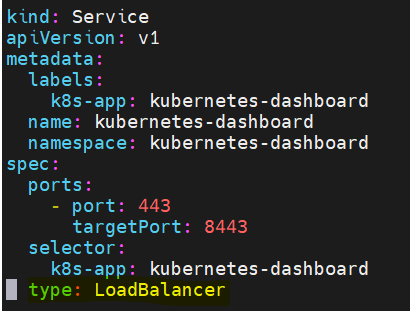 kind: Service
apiVersion: v1
metadata:
  labels:
    k8s-app: kubernetes-dashboard
  name: kubernetes-dashboard
  namespace: kubernetes-dashboard
spec:
  ports:
    - port: 443
      targetPort: 8443
  selector:
    k8s-app: kubernetes-dashboard
  type: LoadBalancer